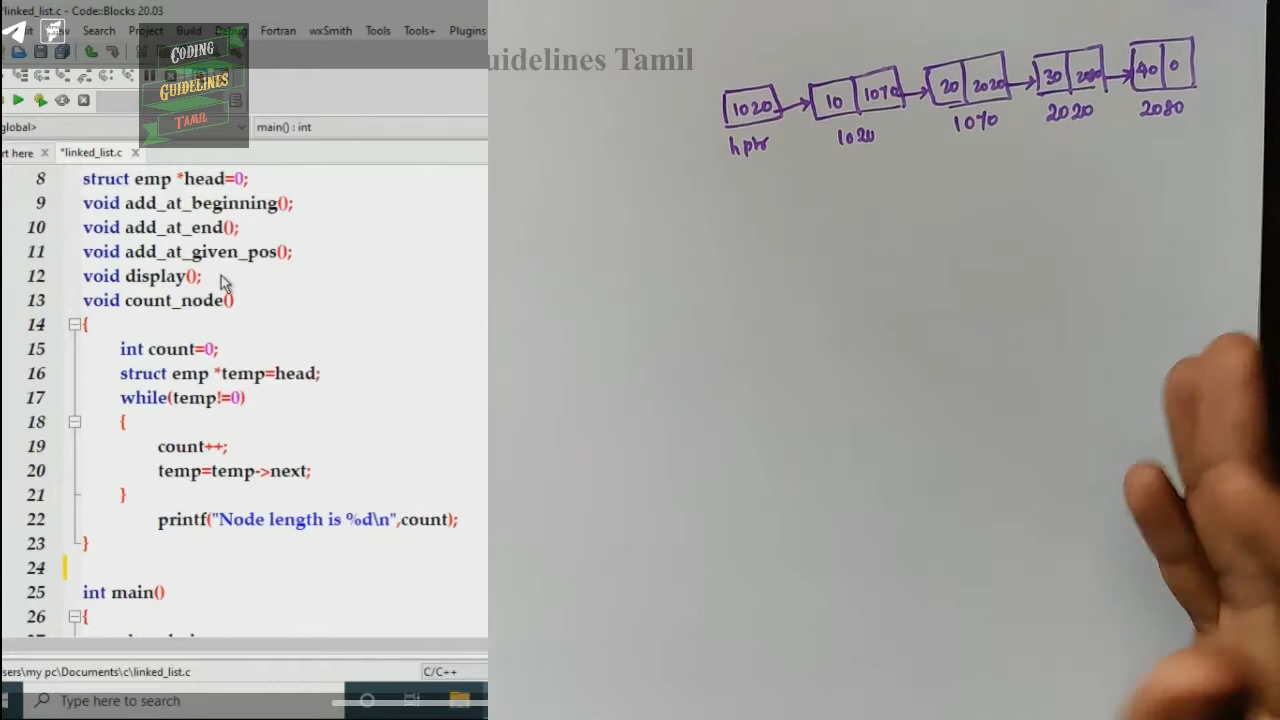 *linked_list.c - Code::Blocks 20.03
Search Project Build Debug Fortran wxSmith Tools Tools+ Plugins
CODING
GUIDELINES
TAMIL
uidelines Tamil
global> main() : int
rt here *linked_list.c
8 struct emp *head=0;
9 void add_at_beginning();
10 void add_at_end();
11 void add_at_given_pos();
12 void display();
13 void count_node()
14 {
15 int count=0;
16 struct emp *temp=head;
17 while(temp!=0)
18 {
19 count++;
20 temp=temp->next;
21 }
22 printf("Node length is %d\n",count);
23 }
24
25 int main()
26 {
sers\my pc\Documents\c\linked_list.c C/C++
Type here to search
1020 10 1070 20 2020 30 2080 40 0
hptr 1020 1070 2020 2080